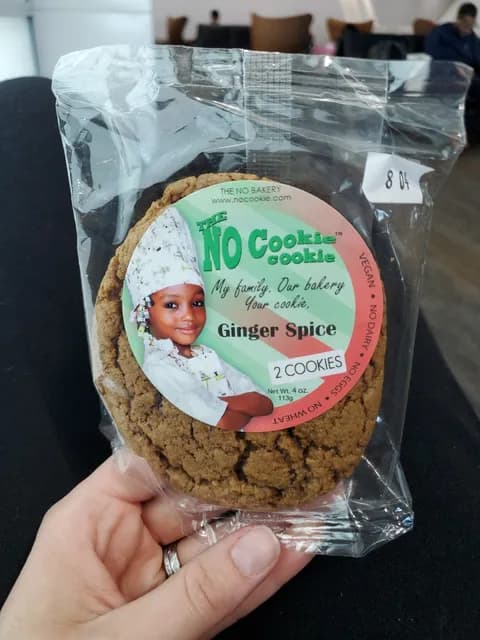 THE NO BAKERY
www.nocookie.com
THE
NO Cookie™
cookie
My family, Our bakery
Your cookie.
Ginger Spice
2 COOKIES
Net Wt. 4 oz.
113g
VEGAN • NO DAIRY • NO EGGS • NO WHEAT
8 04